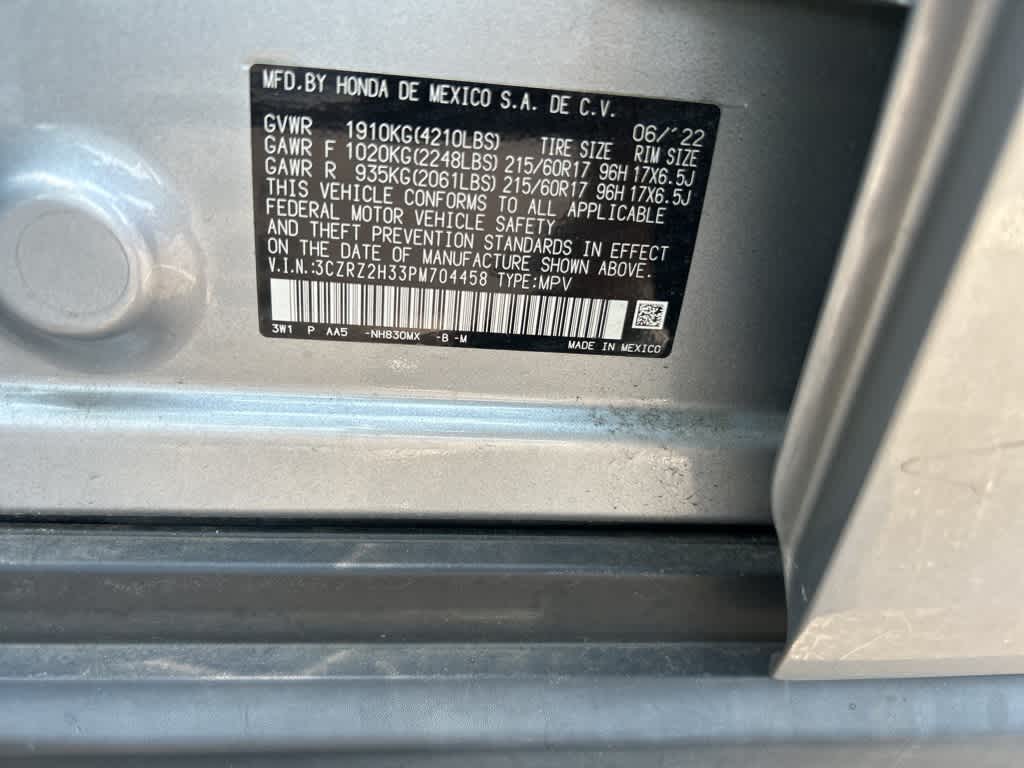 MFD.BY HONDA DE MEXICO S.A. DE C.V.
06/'22
GVWR 1910KG(4210LBS) TIRE SIZE RIM SIZE
GAWR F 1020KG(2248LBS) 215/60R17 96H 17X6.5J
GAWR R 935KG(2061LBS) 215/60R17 96H 17X6.5J
THIS VEHICLE CONFORMS TO ALL APPLICABLE
FEDERAL MOTOR VEHICLE SAFETY
AND THEFT PREVENTION STANDARDS IN EFFECT
ON THE DATE OF MANUFACTURE SHOWN ABOVE.
V.I.N.:3CZRZ2H33PM704458 TYPE:MPV
3W1 P AA5 -NH830MX -B -M
MADE IN MEXICO